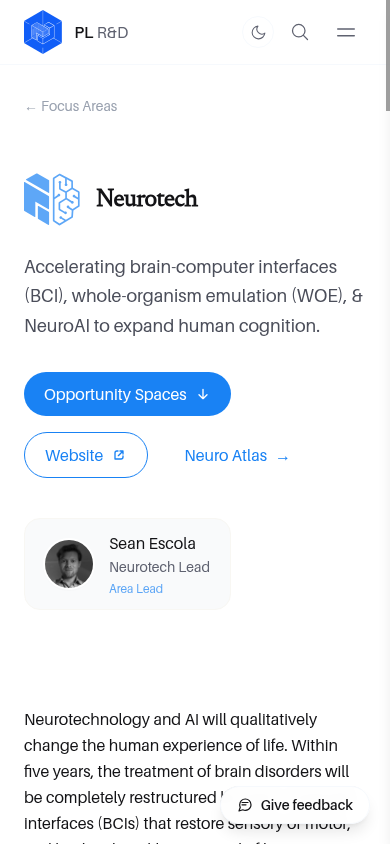 PL R&D
← Focus Areas
Neurotech
Accelerating brain-computer interfaces
(BCI), whole-organism emulation (WOE), &
NeuroAI to expand human cognition.
Opportunity Spaces ↓
Website
Neuro Atlas →
Sean Escola
Neurotech Lead
Area Lead
Neurotechnology and AI will qualitatively
change the human experience of life. Within
five years, the treatment of brain disorders will
be completely restructured
Give feedback
interfaces (BCIs) that restore sensory or motor,